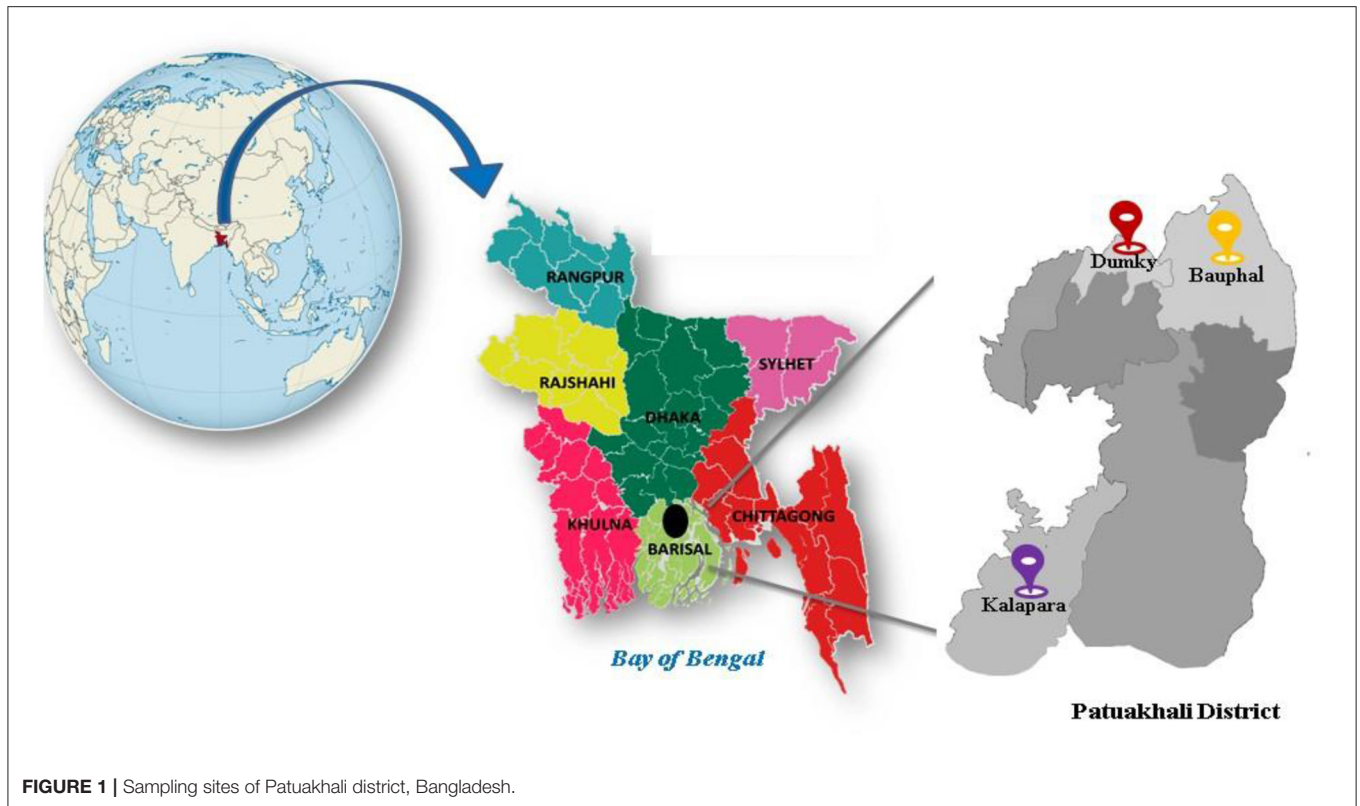 RANGPUR
RAJSHAHI
SYLHET
DHAKA
KHULNA
CHITTAGONG
BARISAL
Bay of Bengal
Dumky
Bauphal
Kalapara
Patuakhali District
FIGURE 1 | Sampling sites of Patuakhali district, Bangladesh.